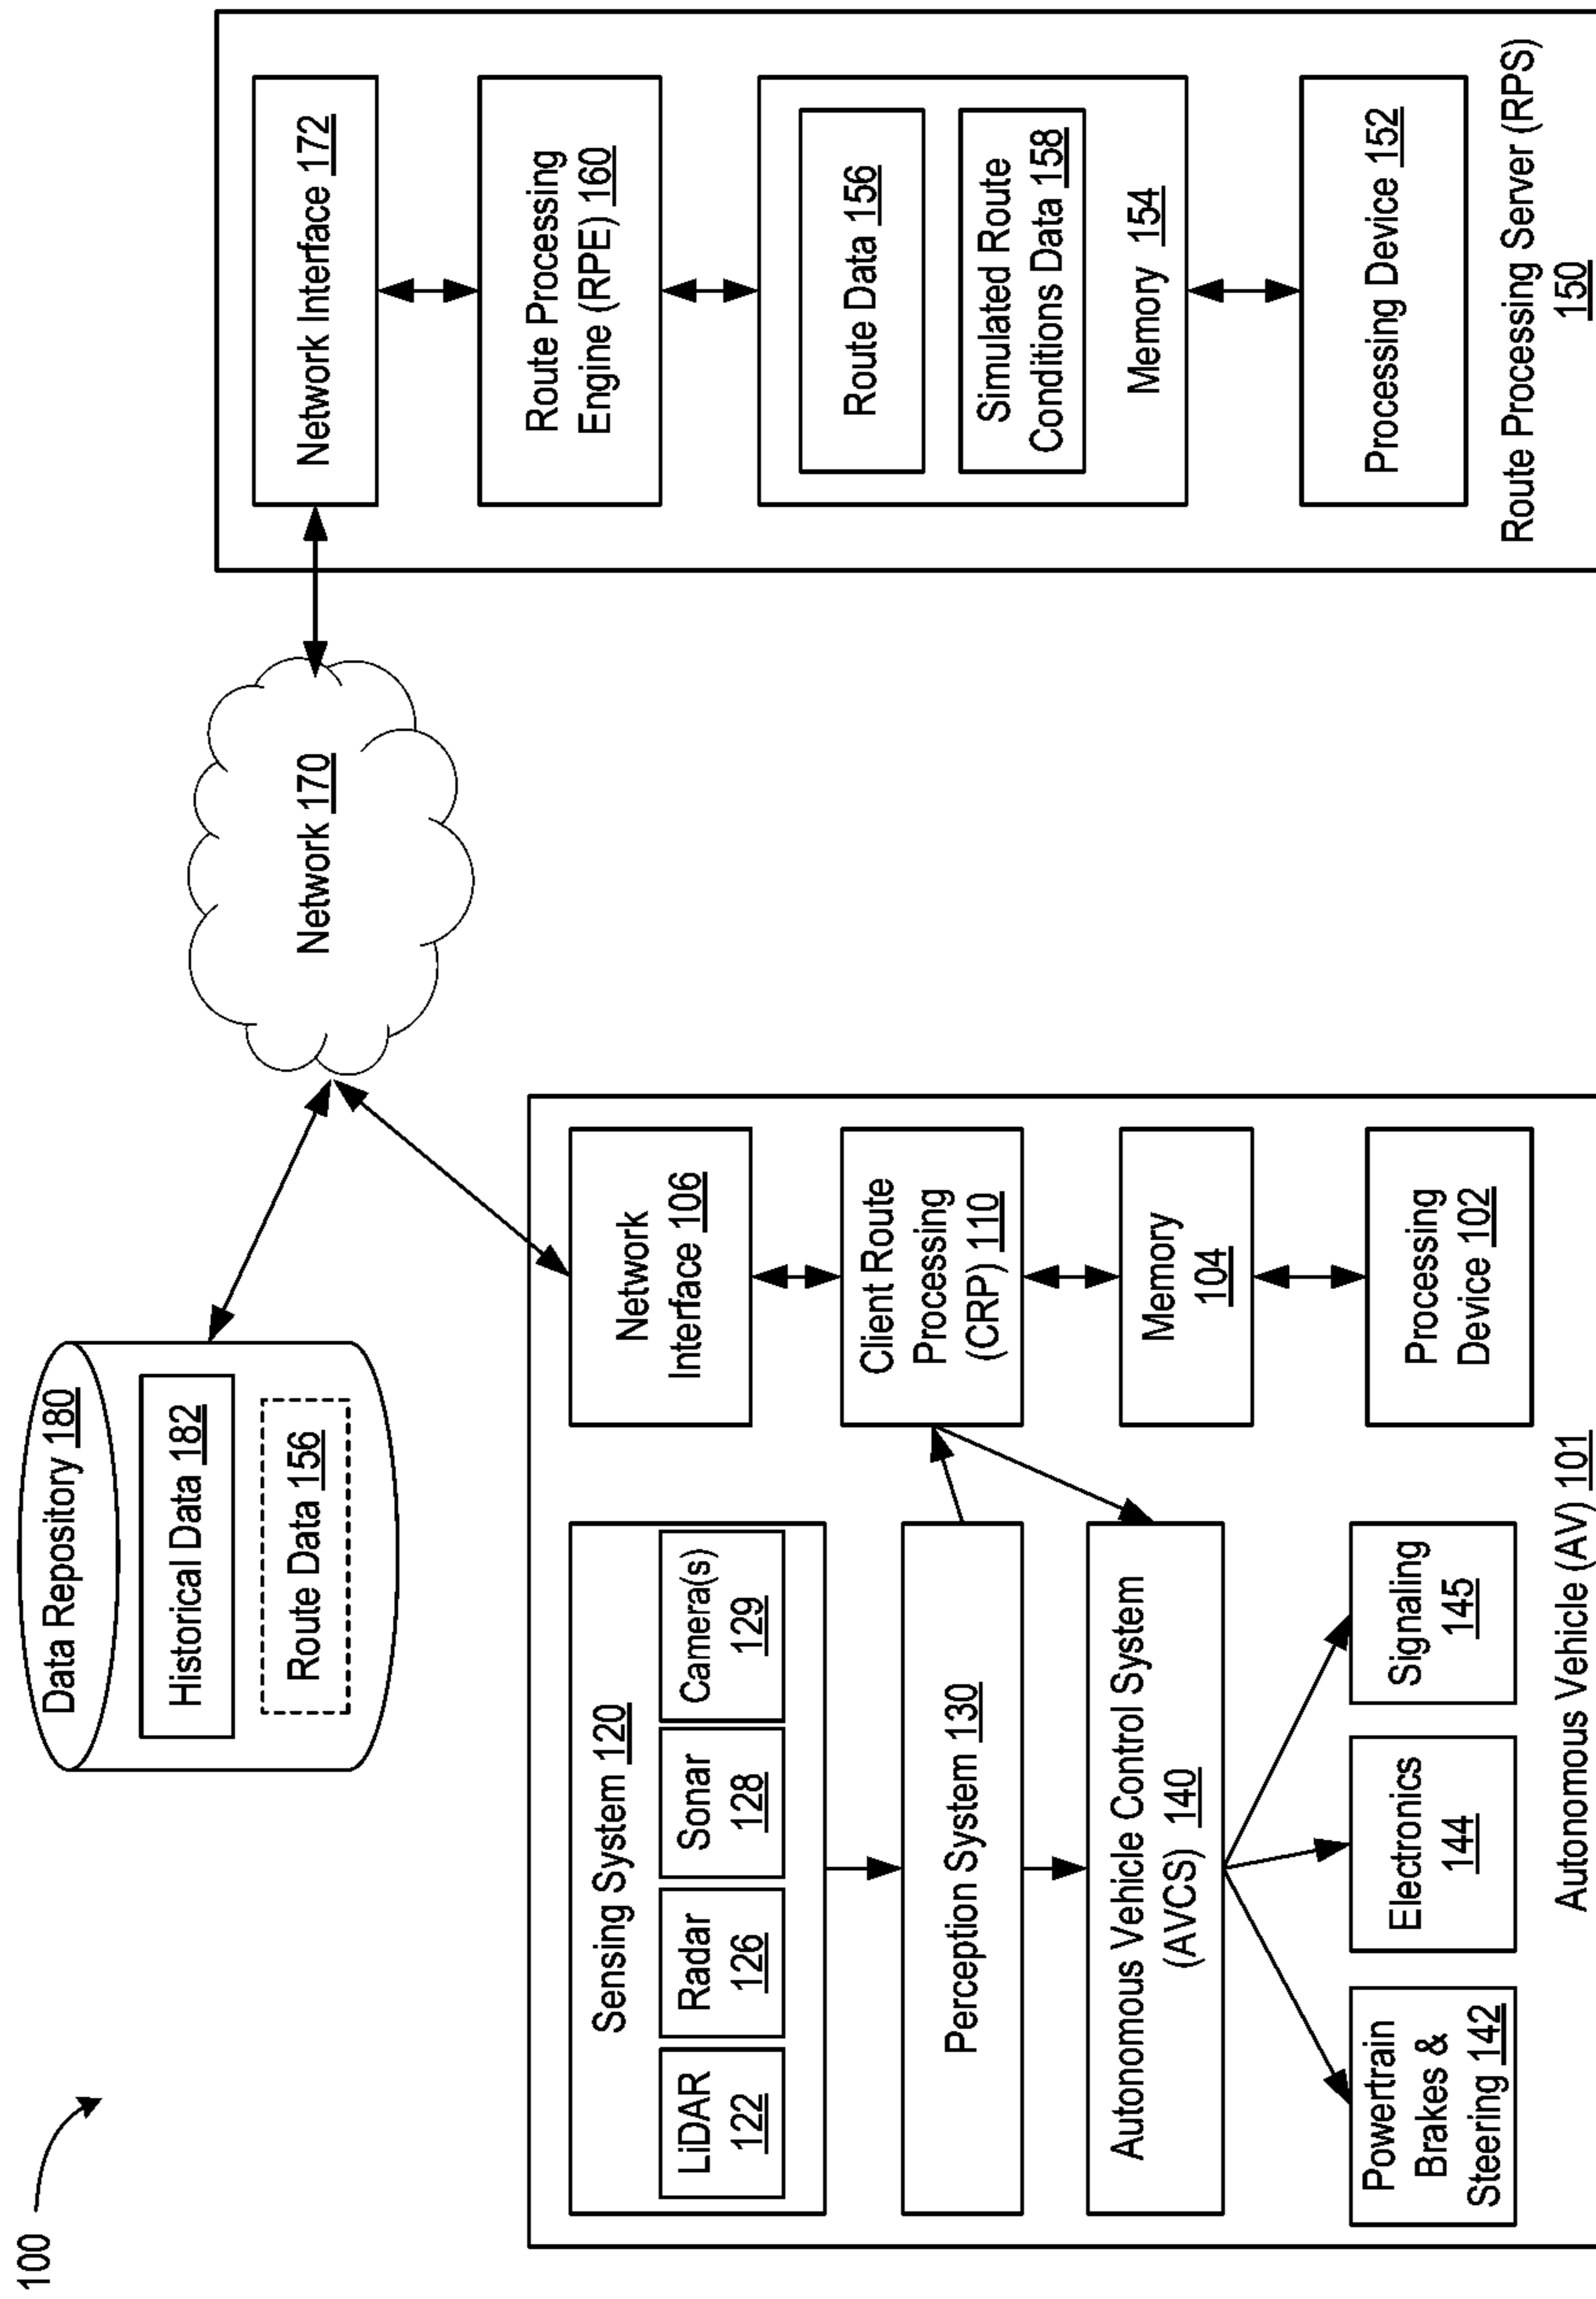 100
Data Repository 180
Historical Data 182
Route Data 156
Network 170
Sensing System 120
LiDAR
122
Radar
126
Sonar
128
Camera(s)
129
Perception System 130
Autonomous Vehicle Control System
(AVCS) 140
Powertrain
Brakes &
Steering 142
Electronics
144
Signaling
145
Network
Interface 106
Client Route
Processing
(CRP) 110
Memory
104
Processing
Device 102
Autonomous Vehicle (AV) 101
Network Interface 172
Route Processing
Engine (RPE) 160
Route Data 156
Simulated Route
Conditions Data 158
Memory 154
Processing Device 152
Route Processing Server (RPS)
150